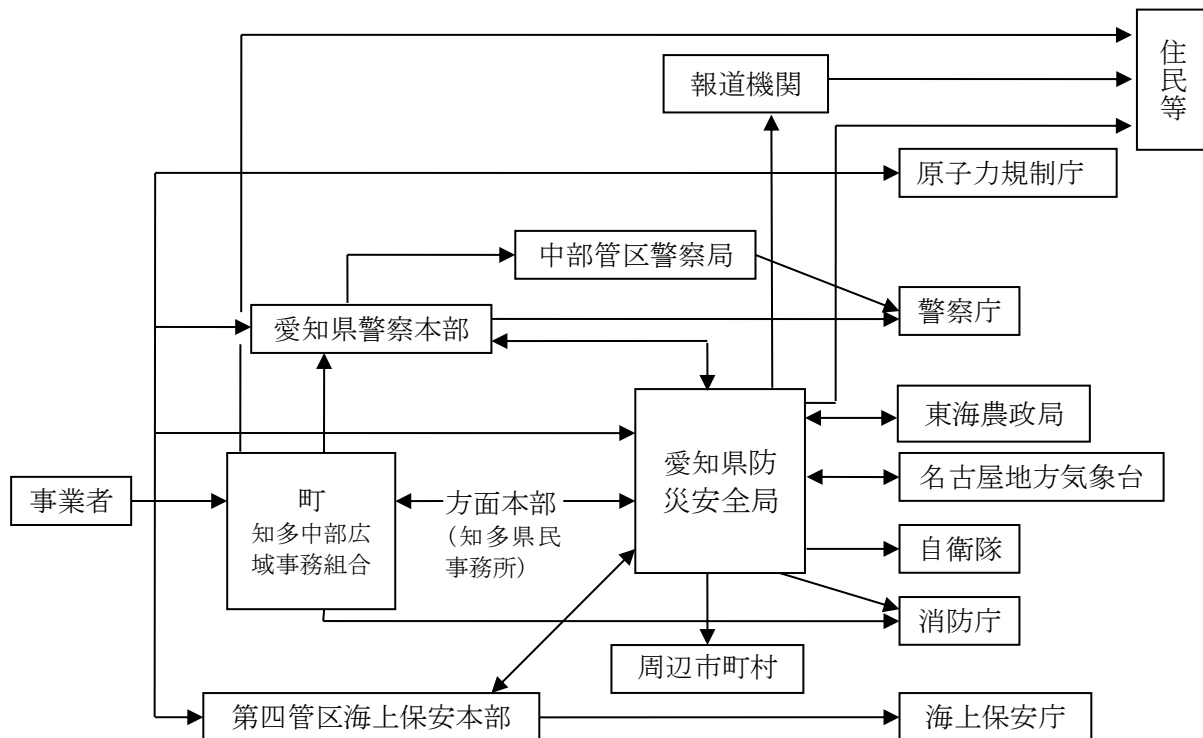 住民等
報道機関
原子力規制庁
中部管区警察局
愛知県警察本部
警察庁
東海農政局
愛知県防
災安全局
名古屋地方気象台
事業者
町
知多中部広
域事務組合
方面本部
(知多県民
事務所)
自衛隊
消防庁
周辺市町村
第四管区海上保安本部
海上保安庁